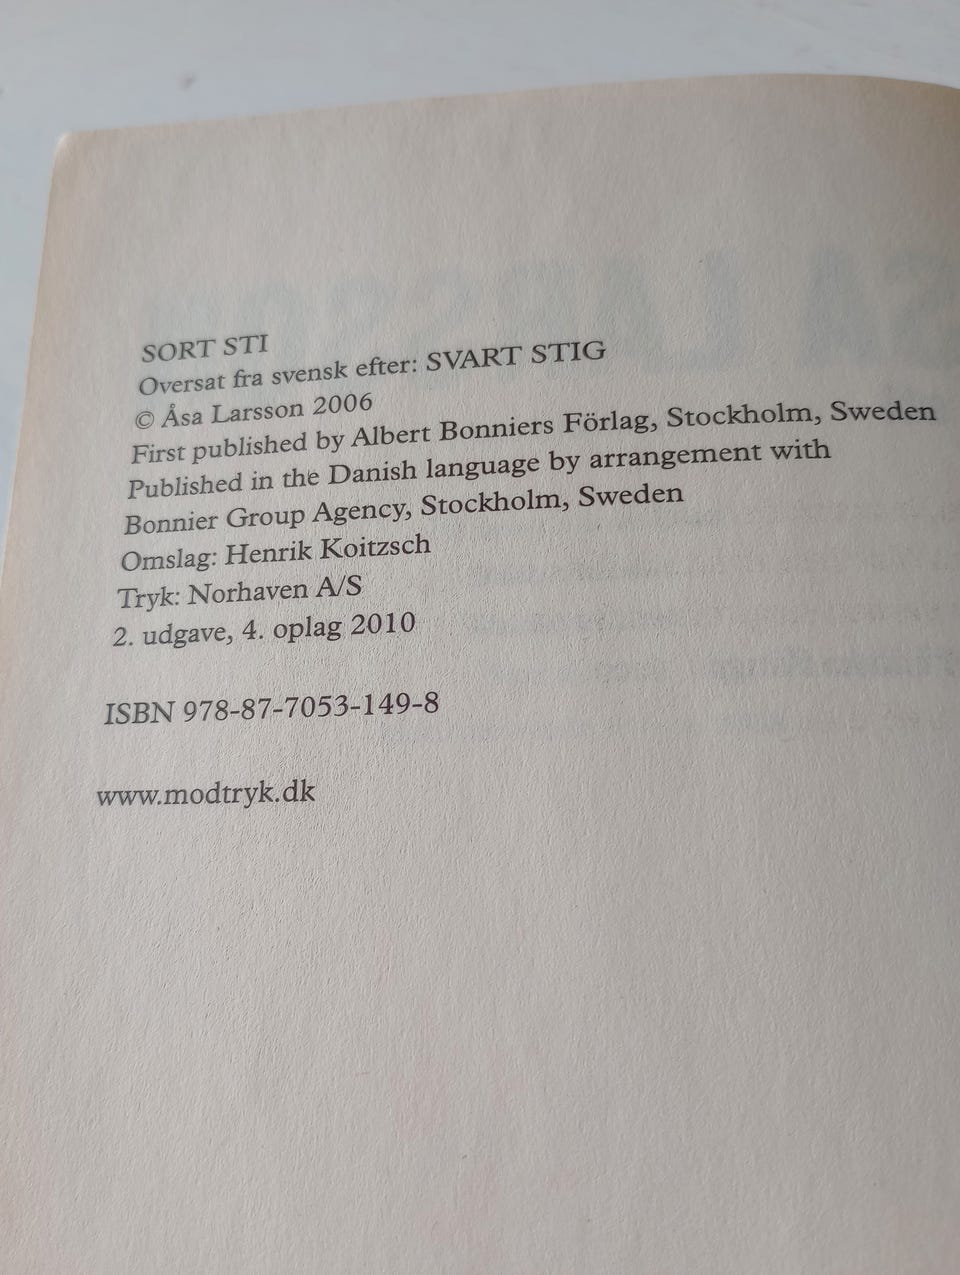 SORT STI
Oversat fra svensk efter: SVART STIG
© Åsa Larsson 2006
First published by Albert Bonniers Förlag, Stockholm, Sweden
Published in the Danish language by arrangement with
Bonnier Group Agency, Stockholm, Sweden
Omslag: Henrik Koitzsch
Tryk: Norhaven A/S
2. udgave, 4. oplag 2010
ISBN 978-87-7053-149-8
www.modtryk.dk